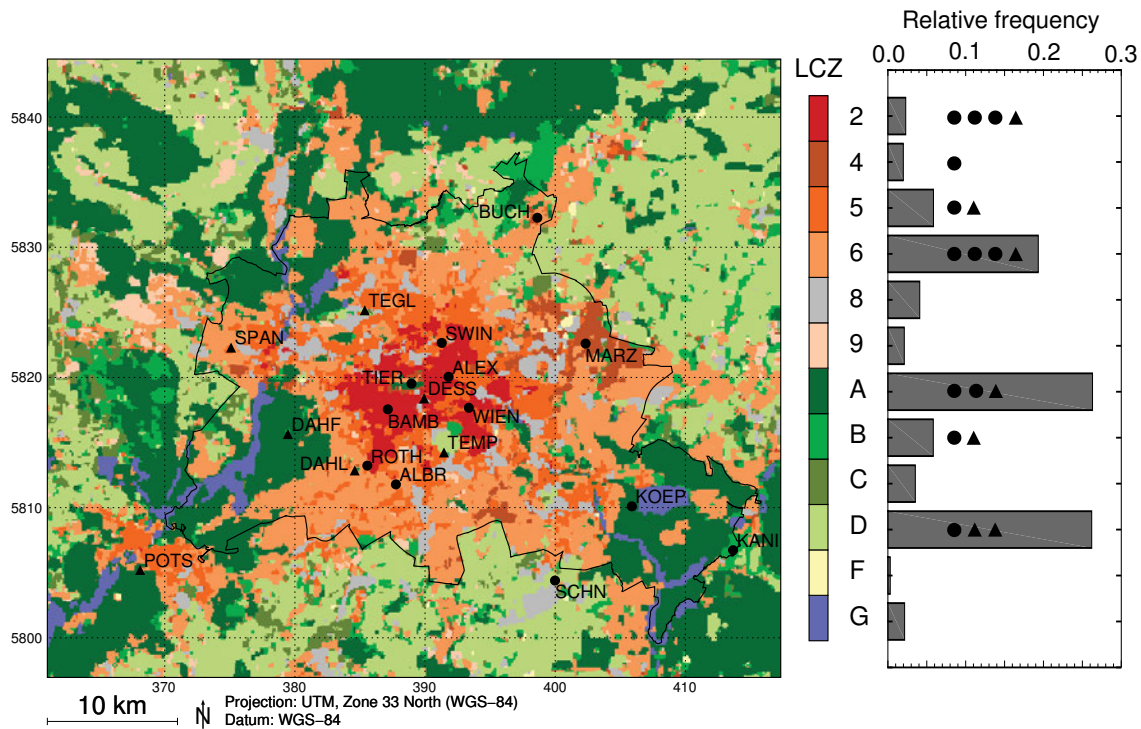 Relative frequency
0.0 0.1 0.2 0.3
LCZ
2
4
5
6
8
9
A
B
C
D
F
G
5840
5830
5820
5810
5800
BUCH
TEGL
SPAN
SWIN
MARZ
ALEX
TIER
DESS
BAMB
WIEN
DAHF
TEMP
DAHL
ROTH
ALBR
KOEP
KANI
POTS
SCHN
370 380 390 400 410
10 km
N
Projection: UTM, Zone 33 North (WGS−84)
Datum: WGS−84